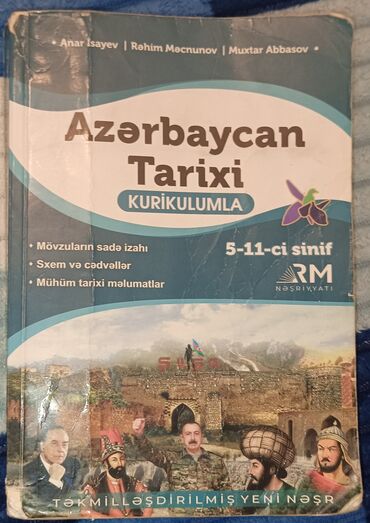 • Anar İsayev | Rəhim Məcnunov | Muxtar Abbasov •
Azərbaycan
Tarixi
KURİKULUMLA
• Mövzuların sadə izahı
• Sxem və cədvəllər
• Mühüm tarixi məlumatlar
5-11-ci sinif
RM
NƏŞRİYYATI
ŞUŞA
TƏKMİLLƏŞDİRİLMİŞ YENİ NƏŞR